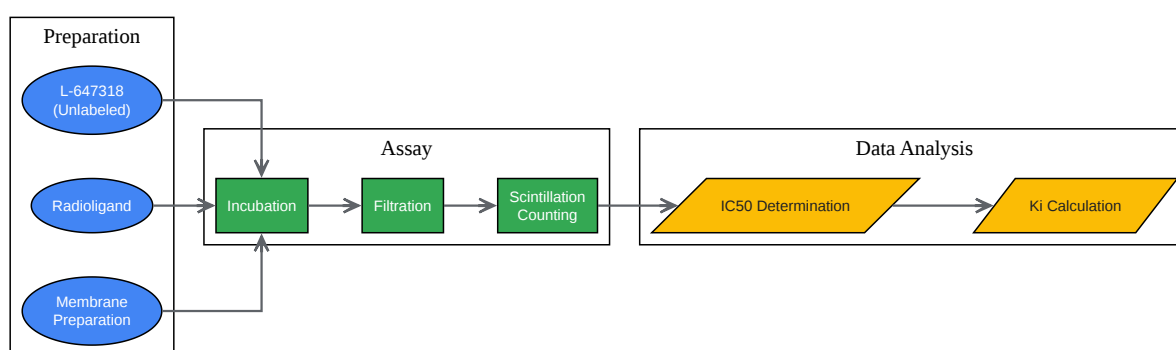 Preparation
L-647318
(Unlabeled)
Radioligand
Membrane
Preparation
Assay
Incubation
Filtration
Scintillation
Counting
Data Analysis
IC50 Determination
Ki Calculation